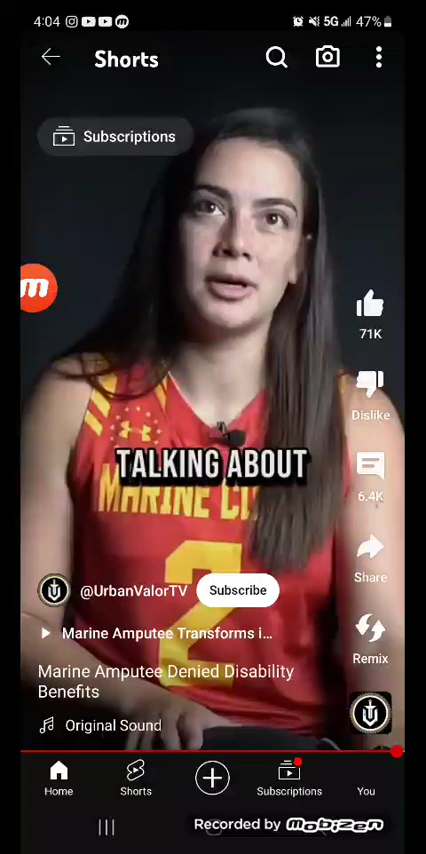 4:04 5G 47%
Shorts
Subscriptions
m
71K
Dislike
TALKING ABOUT
MARINE
2
6.4K
@UrbanValorTV Subscribe
Share
Marine Amputee Transforms i...
Marine Amputee Denied Disability
Benefits
Remix
Original Sound
Home Shorts Subscriptions You
Recorded by mobizen